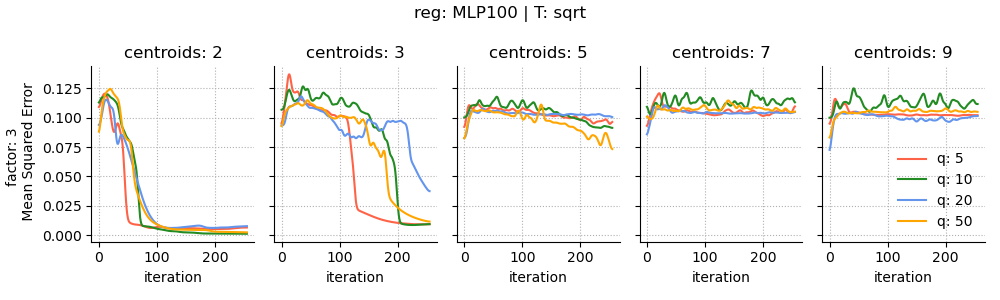 reg: MLP100 | T: sqrt
centroids: 2
centroids: 3
centroids: 5
centroids: 7
centroids: 9
factor: 3
Mean Squared Error
0.125
0.100
0.075
0.050
0.025
0.000
0 100 200
0 100 200
0 100 200
0 100 200
0 100 200
iteration
iteration
iteration
iteration
iteration
q: 5
q: 10
q: 20
q: 50